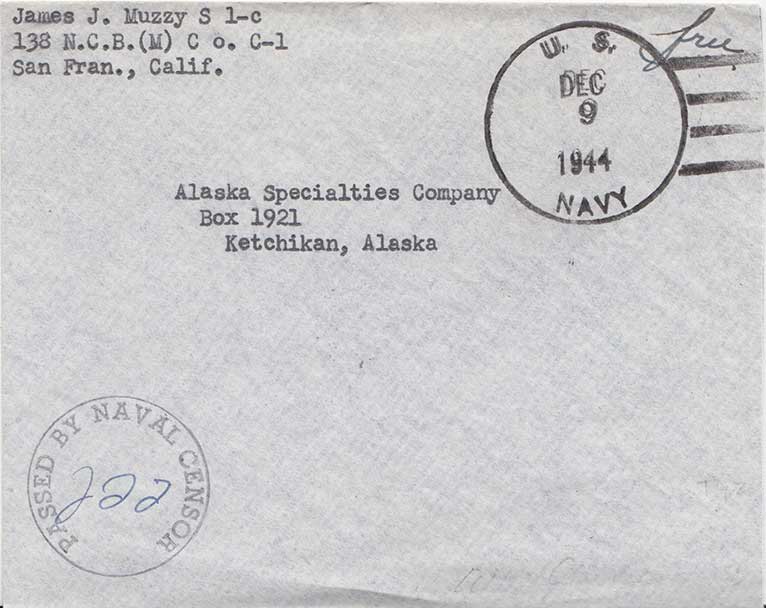 James J. Muzzy S 1-c
138 N.C.B.(M) C o. C-1
San Fran., Calif.
free
U. S.
DEC
9
1944
NAVY
Alaska Specialties Company
Box 1921
Ketchikan, Alaska
PASSED BY NAVAL CENSOR
222